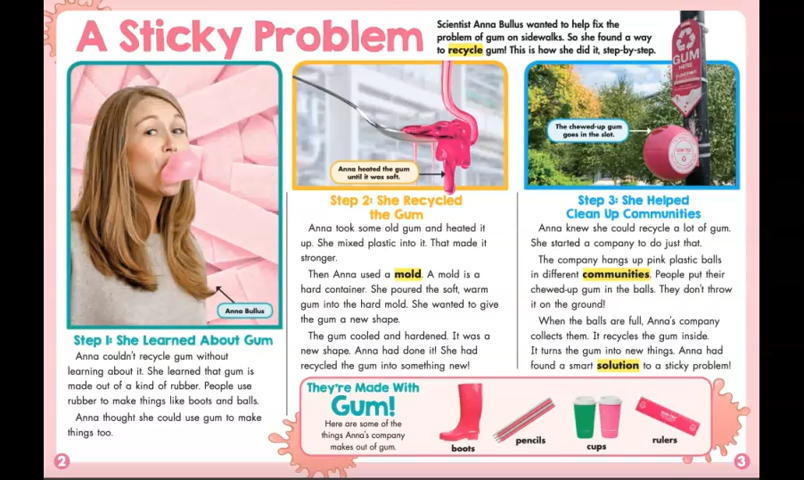 A Sticky Problem
Scientist Anna Bullus wanted to help fix the
problem of gum on sidewalks. So she found a way
to recycle gum! This is how she did it, step-by-step.
Anna Bullus
Step 1: She Learned About Gum
Anna couldn't recycle gum without
learning about it. She learned that gum is
made out of a kind of rubber. People use
rubber to make things like boots and balls.
Anna thought she could use gum to make
things too.
Anna heated the gum
until it was soft.
Step 2: She Recycled
the Gum
Anna took some old gum and heated it
up. She mixed plastic into it. That made it
stronger.
Then Anna used a mold. A mold is a
hard container. She poured the soft, warm
gum into the hard mold. She wanted to give
the gum a new shape.
The gum cooled and hardened. It was a
new shape. Anna had done it! She had
recycled the gum into something new!
GUM
HERE
The chewed-up gum
goes in the slot.
Step 3: She Helped
Clean Up Communities
Anna knew she could recycle a lot of gum.
She started a company to do just that.
The company hangs up pink plastic balls
in different communities. People put their
chewed-up gum in the balls. They don't throw
it on the ground!
When the balls are full, Anna's company
collects them. It recycles the gum inside.
It turns the gum into new things. Anna had
found a smart solution to a sticky problem!
They're Made With
Gum!
Here are some of the
things Anna's company
makes out of gum.
boots
pencils
cups
rulers
2
3